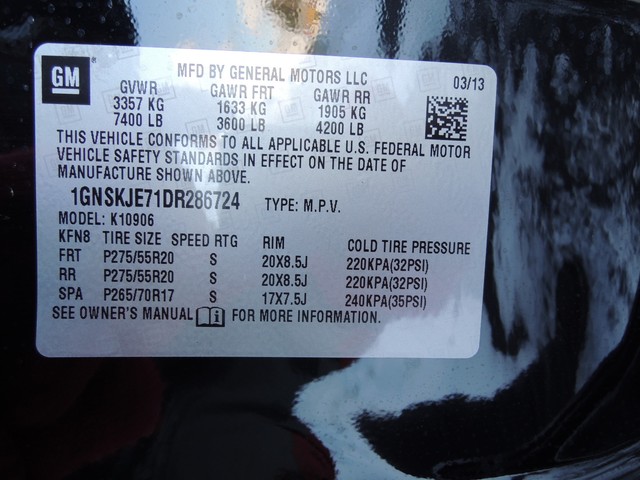 GM
MFD BY GENERAL MOTORS LLC
03/13
GVWR GAWR FRT GAWR RR
3357 KG 1633 KG 1905 KG
7400 LB 3600 LB 4200 LB
THIS VEHICLE CONFORMS TO ALL APPLICABLE U.S. FEDERAL MOTOR
VEHICLE SAFETY STANDARDS IN EFFECT ON THE DATE OF
MANUFACTURE SHOWN ABOVE.
1GNSKJE71DR286724 TYPE: M.P.V.
MODEL: K10906
KFN8 TIRE SIZE SPEED RTG RIM COLD TIRE PRESSURE
FRT P275/55R20 S 20X8.5J 220KPA(32PSI)
RR P275/55R20 S 20X8.5J 220KPA(32PSI)
SPA P265/70R17 S 17X7.5J 240KPA(35PSI)
SEE OWNER'S MANUAL FOR MORE INFORMATION.